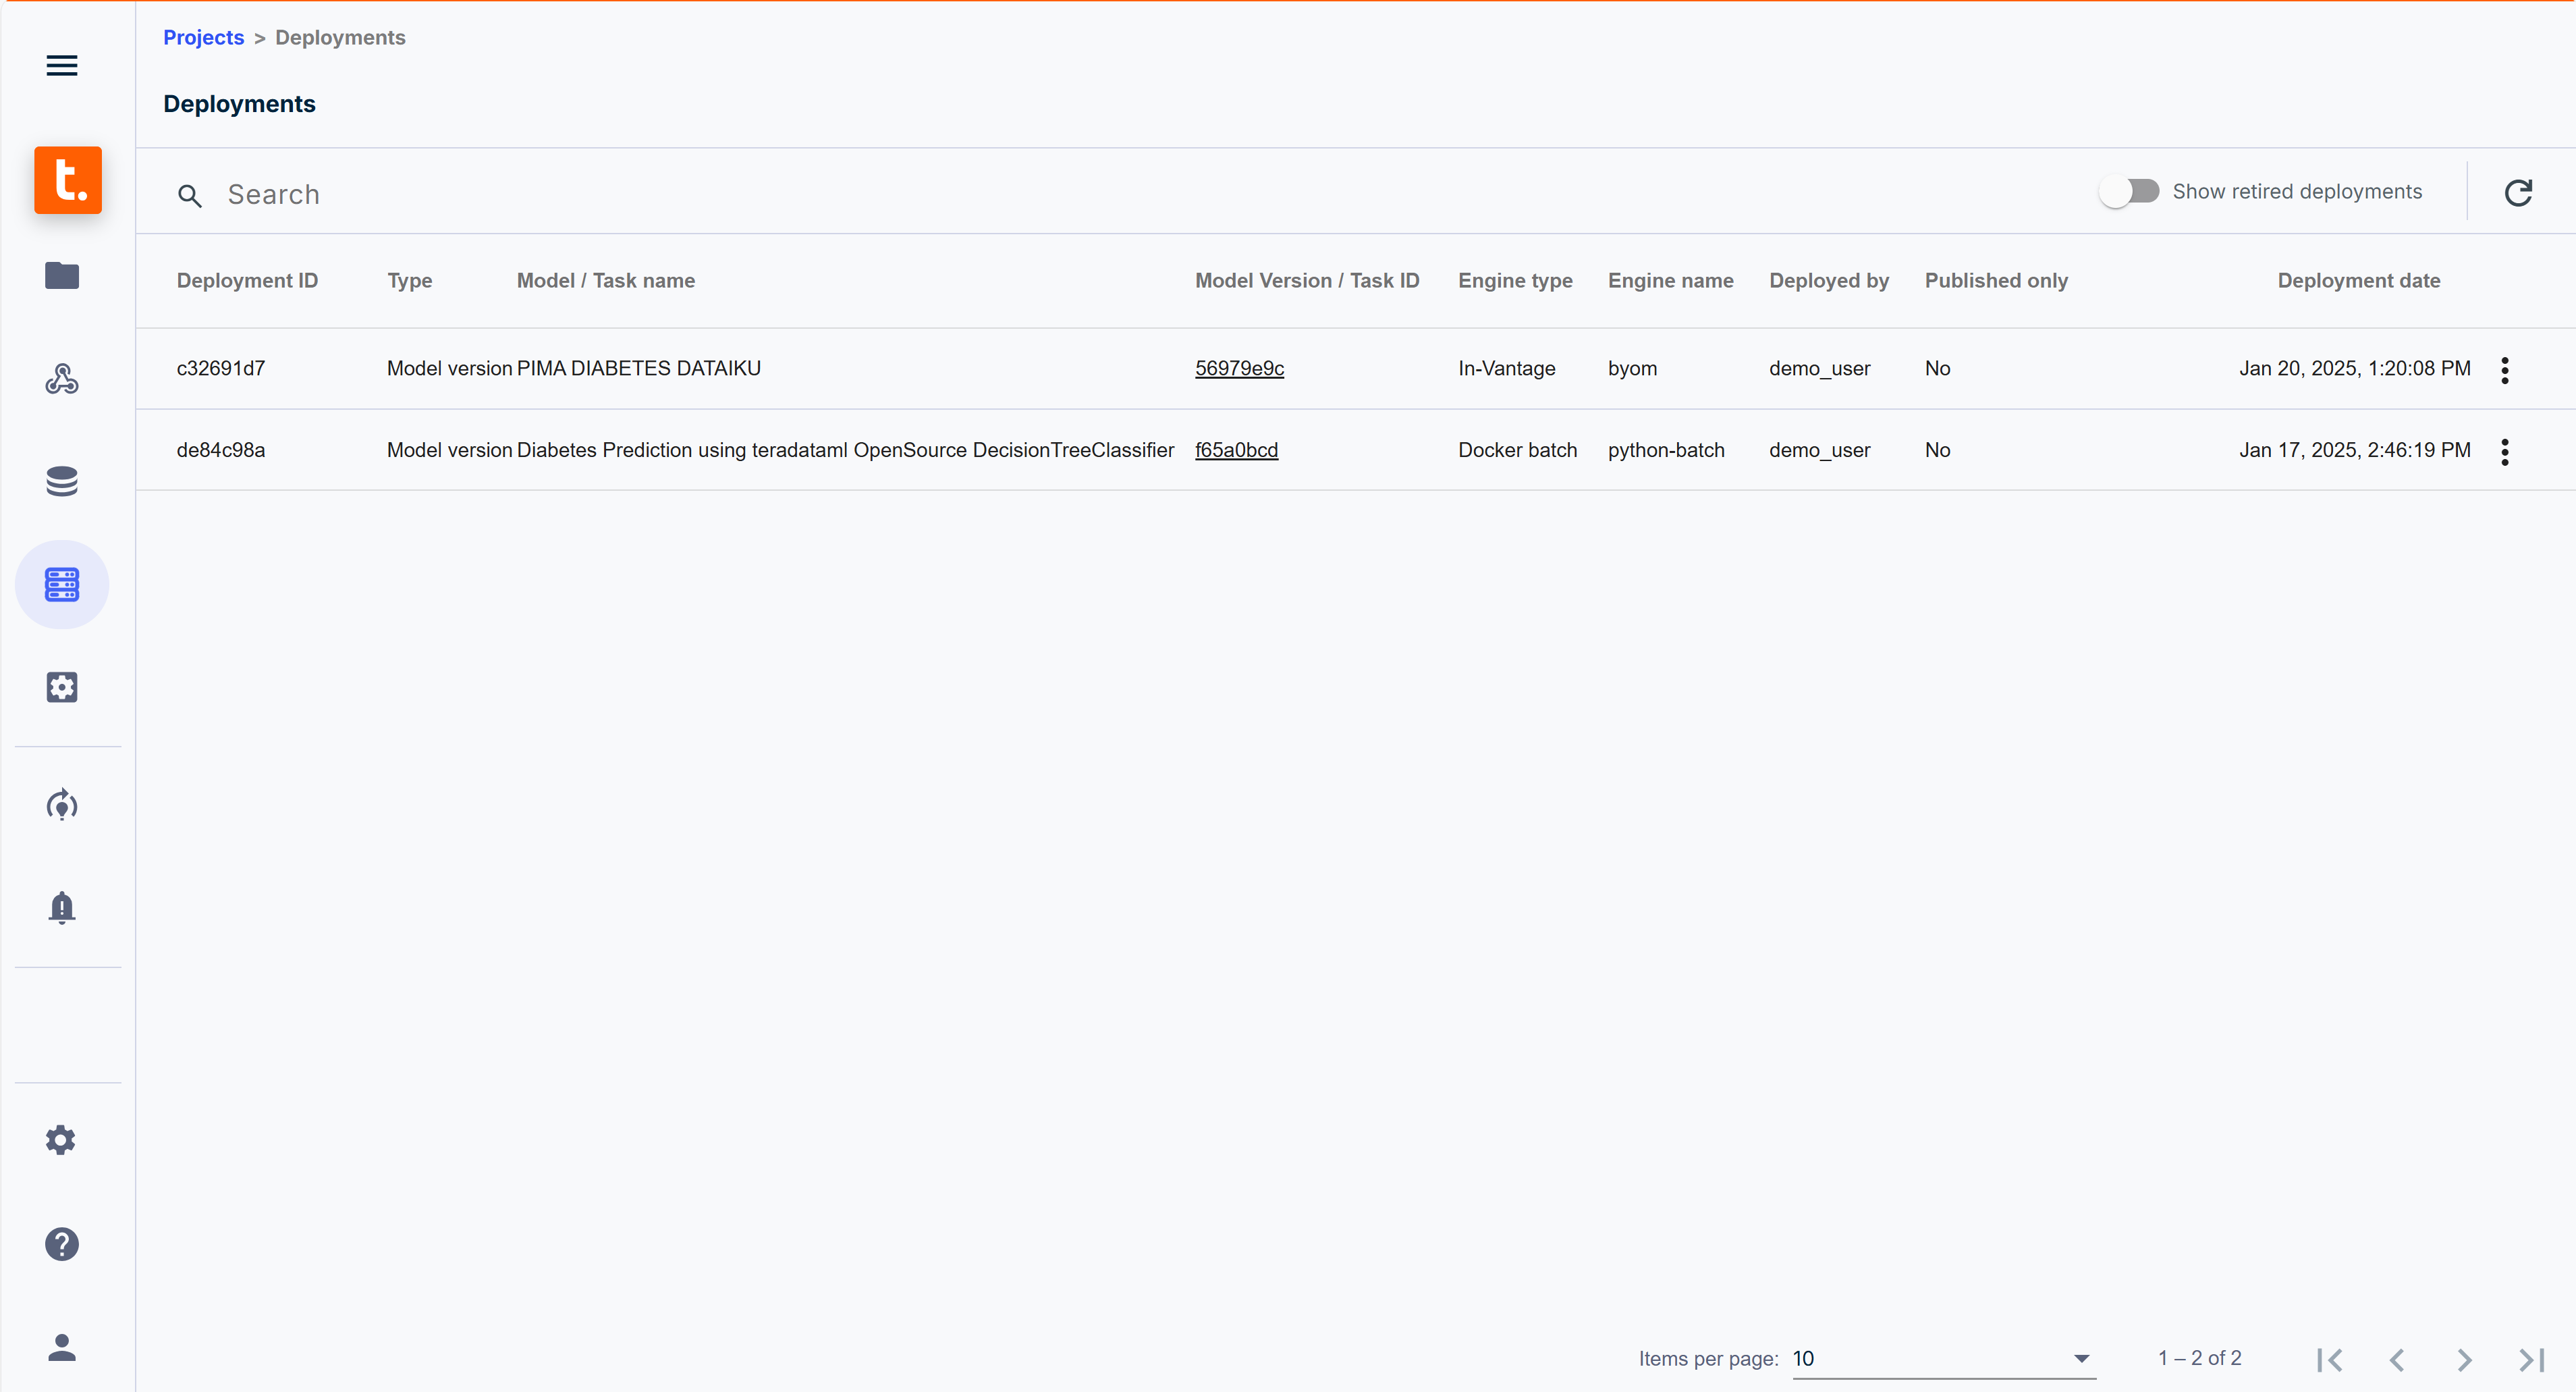 Projects > Deployments
Deployments
t.
Search
Show retired deployments
Deployment ID Type Model / Task name Model Version / Task ID Engine type Engine name Deployed by Published only Deployment date
c32691d7 Model version PIMA DIABETES DATAIKU 56979e9c In-Vantage byom demo_user No Jan 20, 2025, 1:20:08 PM
de84c98a Model version Diabetes Prediction using teradataml OpenSource DecisionTreeClassifier f65a0bcd Docker batch python-batch demo_user No Jan 17, 2025, 2:46:19 PM
Items per page: 10 1 – 2 of 2